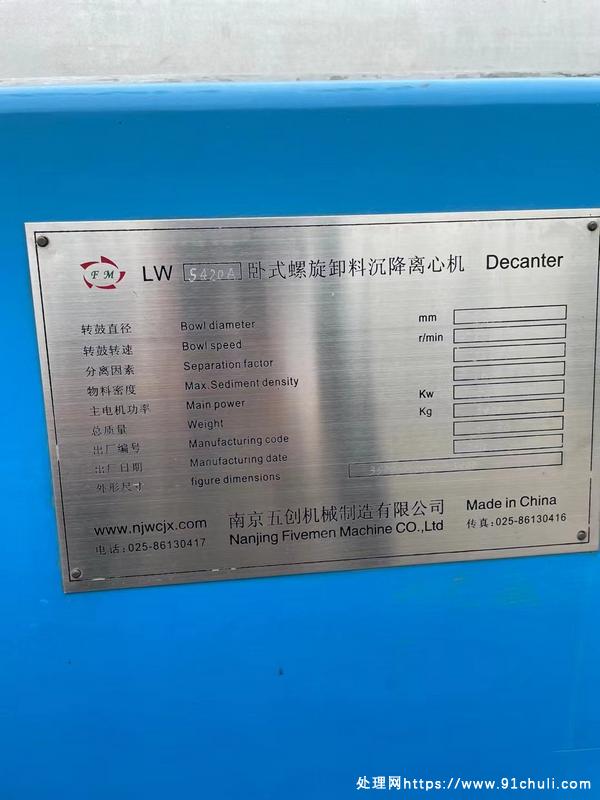 FM LW S420A 卧式螺旋卸料沉降离心机 Decanter
转鼓直径 Bowl diameter mm
转鼓转速 Bowl speed r/min
分离因素 Separation factor
物料密度 Max.Sediment density
主电机功率 Main power Kw
总质量 Weight Kg
出厂编号 Manufacturing code
出厂日期 Manufacturing date
外形尺寸 figure dimensions
www.njwcjx.com 南京五创机械制造有限公司 Made in China
电话:025-86130417 Nanjing Fivemen Machine CO.,Ltd 传真:025-86130416
处理网https://www.91chuli.com